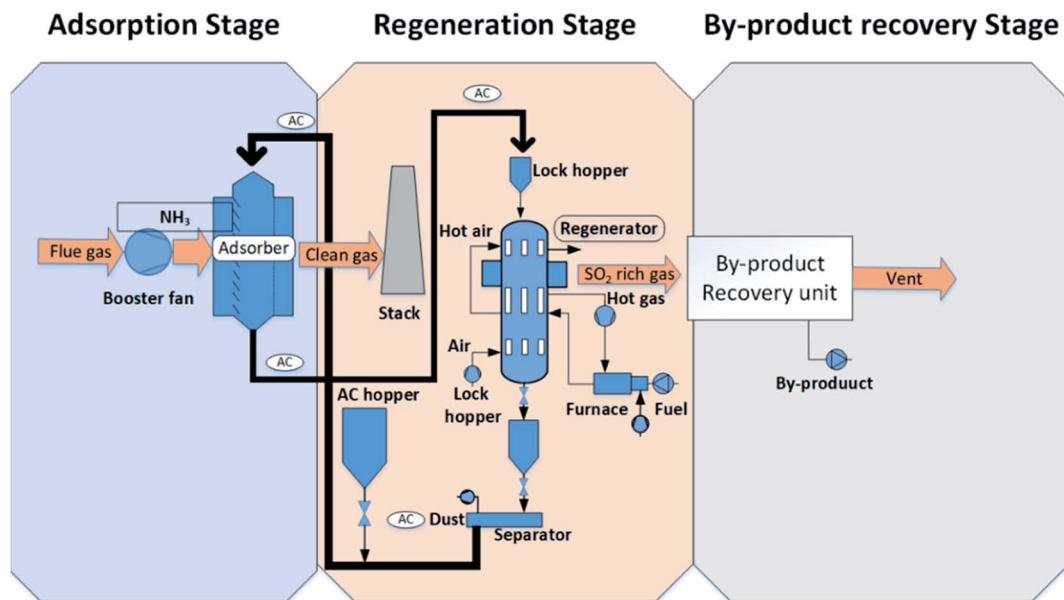 Adsorption Stage
Regeneration Stage
By-product recovery Stage
AC
AC
Lock hopper
NH₃
Hot air
Regenerator
Flue gas
Adsorber
Clean gas
SO₂ rich gas
By-product
Recovery unit
Vent
Booster fan
Stack
Hot gas
Air
AC
AC hopper
Lock
hopper
Furnace
Fuel
By-produuct
AC
Dust
Separator